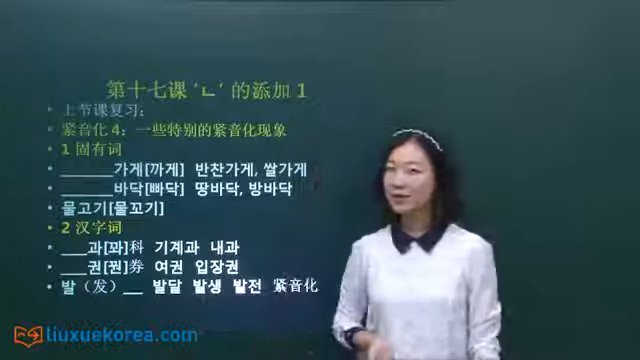 第十七课 ‘ㄴ’ 的添加 1
• 上节课复习：
• 紧音化 4：一些特别的紧音化现象
• 1 固有词
• ______가게[까게] 반찬가게, 쌀가게
• ______바닥[빠닥] 땅바닥, 방바닥
물고기[물꼬기]
• 2 汉字词
• ___과[꽈]科 기계과 내과
• ___권[꿘]券 여권 입장권
• 발（发）__ 발달 발생 발전 紧音化
liuxuekorea.com